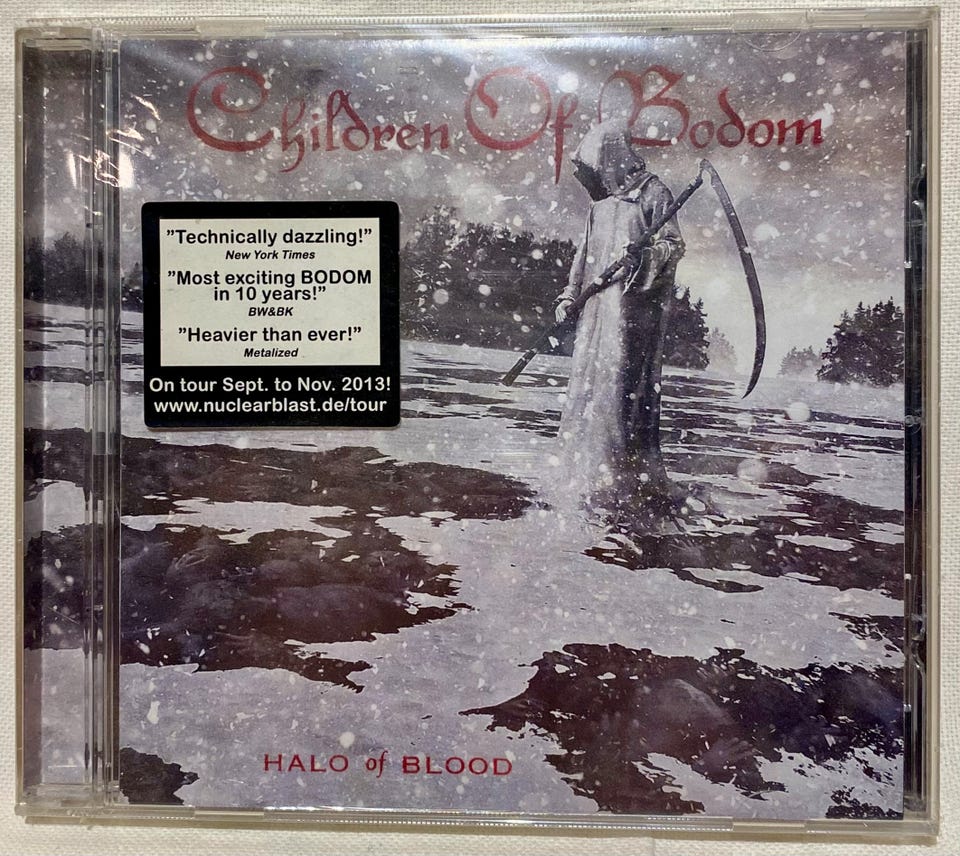 Children Of Bodom
”Technically dazzling!”
New York Times
”Most exciting BODOM
in 10 years!”
BW&BK
”Heavier than ever!”
Metalized
On tour Sept. to Nov. 2013!
www.nuclearblast.de/tour
HALO of BLOOD